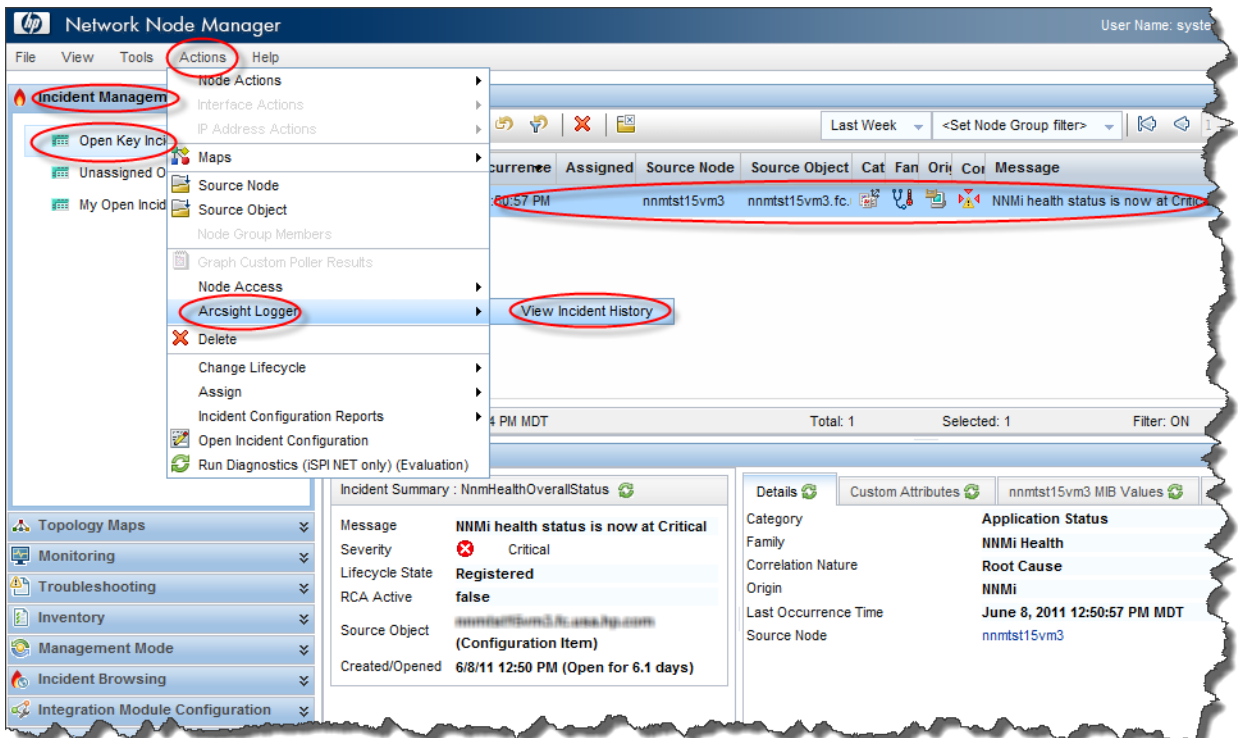 hp Network Node Manager
User Name: syste
File View Tools Actions Help
Incident Managem
Open Key Inci
Unassigned O
My Open Incid
Node Actions
Interface Actions
IP Address Actions
Maps
Source Node
Source Object
Node Group Members
Graph Custom Poller Results
Node Access
Arcsight Logger
View Incident History
Delete
Change Lifecycle
Assign
Incident Configuration Reports
Open Incident Configuration
Run Diagnostics (iSPI NET only) (Evaluation)
Last Week <Set Node Group filter>
currence Assigned Source Node Source Object Cat Fan Orig Cor Message
:50:57 PM nnmtst15vm3 nnmtst15vm3.fc. NNMi health status is now at Critic
4 PM MDT Total: 1 Selected: 1 Filter: ON
Topology Maps
Monitoring
Troubleshooting
Inventory
Management Mode
Incident Browsing
Integration Module Configuration
Incident Summary : NnmHealthOverallStatus
Message NNMi health status is now at Critical
Severity Critical
Lifecycle State Registered
RCA Active false
Source Object
(Configuration Item)
Created/Opened 6/8/11 12:50 PM (Open for 6.1 days)
Details Custom Attributes nnmtst15vm3 MIB Values
Category Application Status
Family NNMi Health
Correlation Nature Root Cause
Origin NNMi
Last Occurrence Time June 8, 2011 12:50:57 PM MDT
Source Node nnmtst15vm3